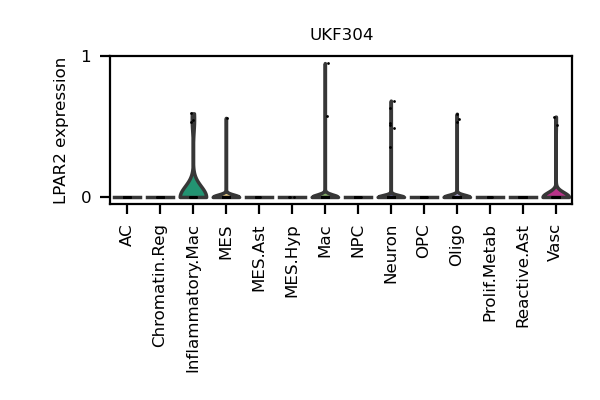 UKF304
LPAR2 expression
1
0
AC
Chromatin.Reg
Inflammatory.Mac
MES
MES.Ast
MES.Hyp
Mac
NPC
Neuron
OPC
Oligo
Prolif.Metab
Reactive.Ast
Vasc